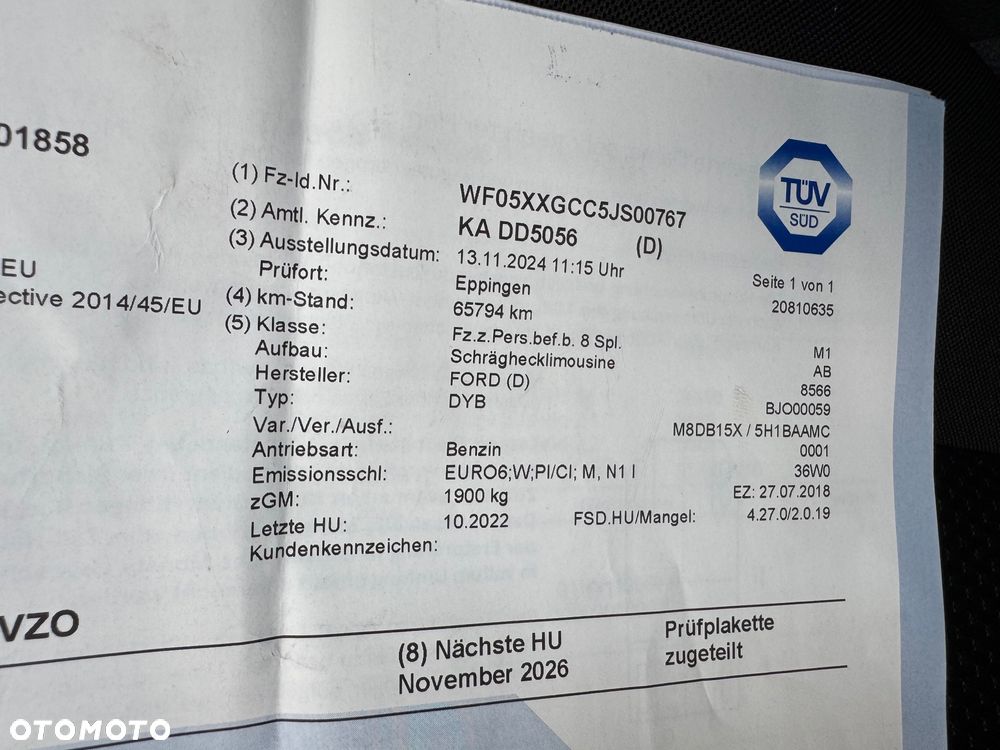 01858
EU
ective 2014/45/EU
VZO
TÜV
SÜD
(1) Fz-Id.Nr.: WF05XXGCC5JS00767
(2) Amtl. Kennz.: KA DD5056 (D)
(3) Ausstellungsdatum: 13.11.2024 11:15 Uhr Seite 1 von 1
Prüfort: Eppingen 20810635
(4) km-Stand: 65794 km
(5) Klasse: Fz.z.Pers.bef.b. 8 Spl. M1
Aufbau: Schräghecklimousine AB
Hersteller: FORD (D) 8566
Typ: DYB BJO00059
Var./Ver./Ausf.: M8DB15X / 5H1BAAMC
Antriebsart: Benzin 0001
Emissionsschl: EURO6;W;PI/CI; M, N1 I 36W0
zGM: 1900 kg EZ: 27.07.2018
Letzte HU: 10.2022 FSD.HU/Mangel: 4.27.0/2.0.19
Kundenkennzeichen:
(8) Nächste HU Prüfplakette
November 2026 zugeteilt
OTOMOTO